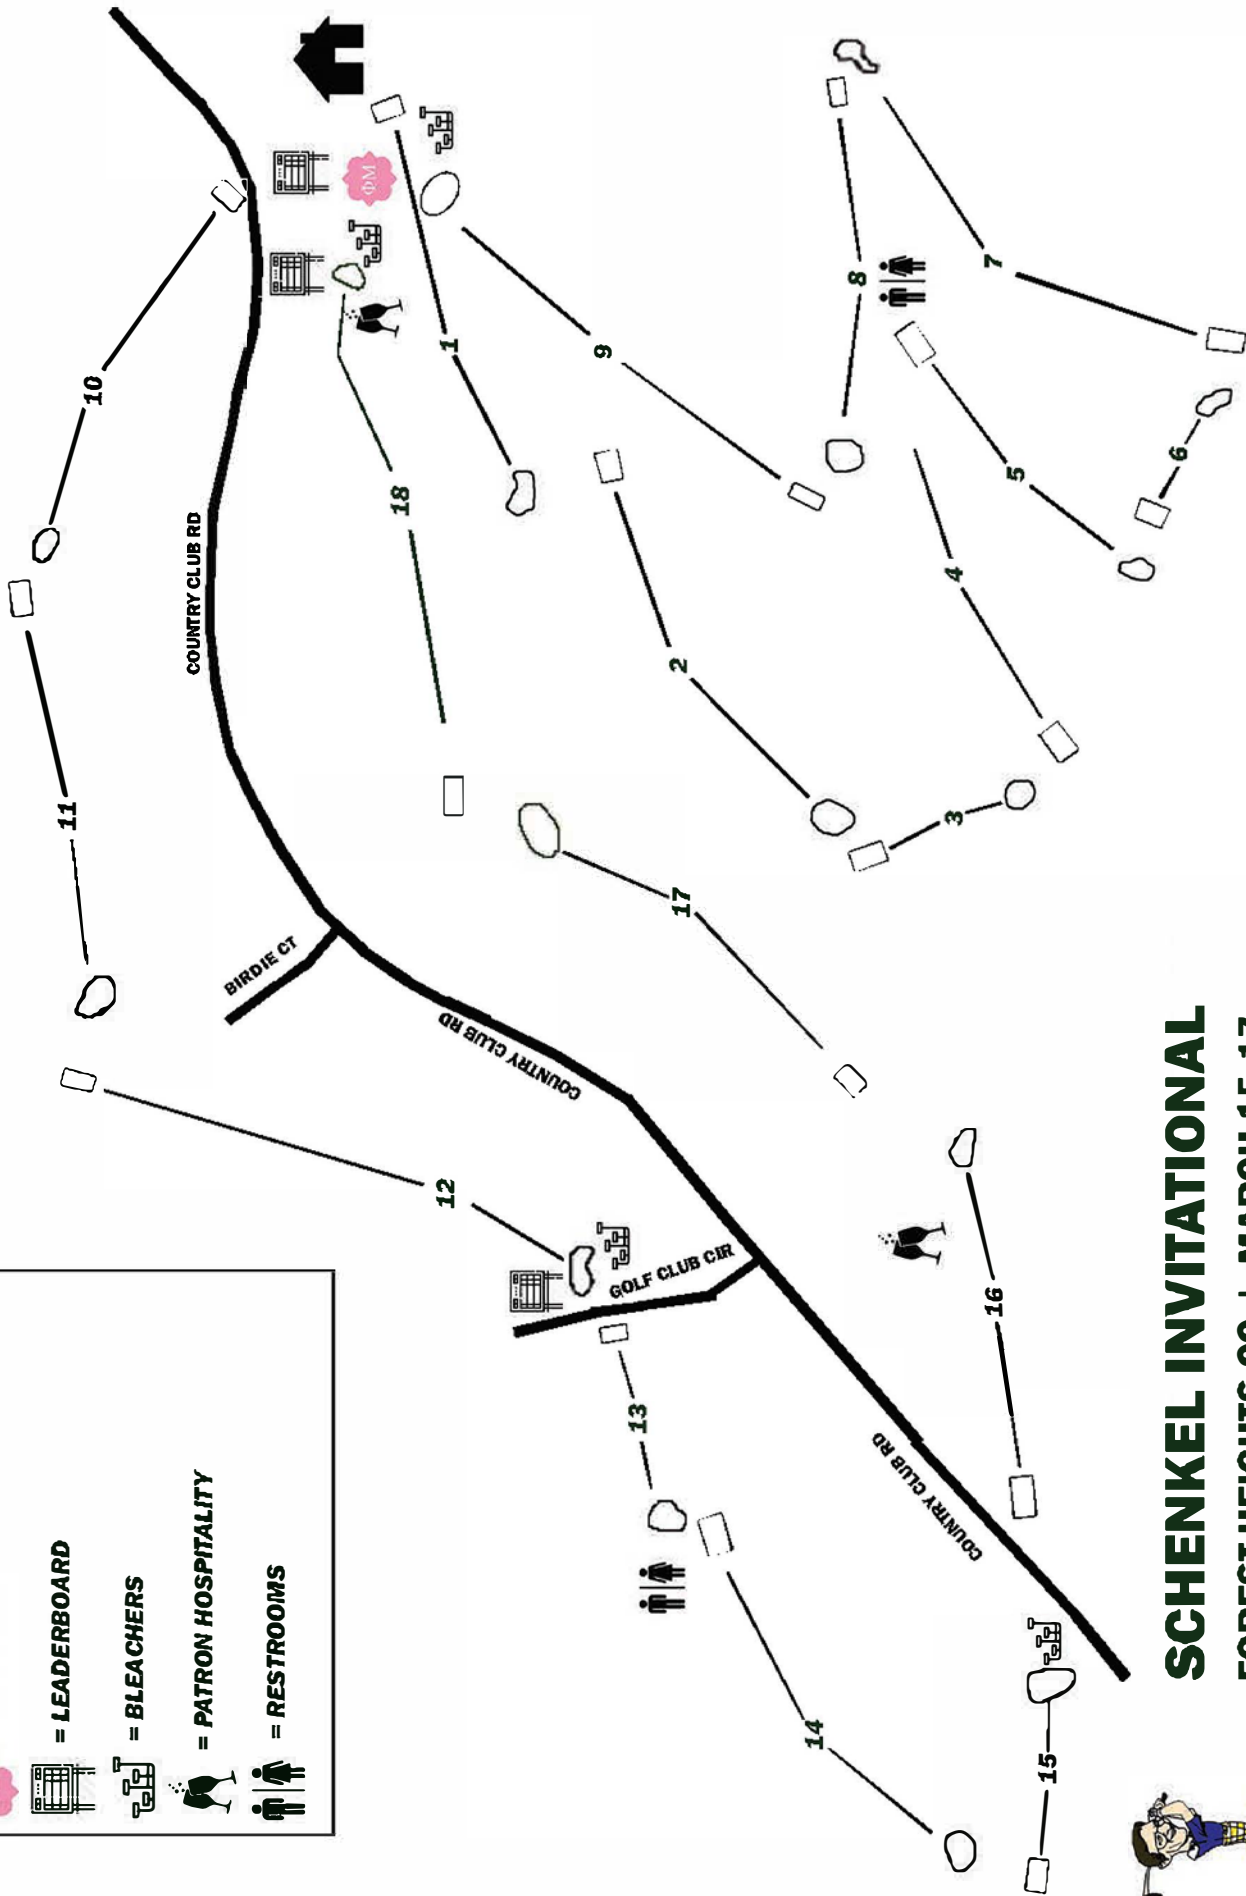 = LEADERBOARD
= BLEACHERS
= PATRON HOSPITALITY
= RESTROOMS
10
11
12
13
14
15
16
17
18
1
2
3
4
5
6
7
8
9
ΦΜ
COUNTRY CLUB RD
BIRDIE CT
COUNTRY CLUB RD
GOLF CLUB CIR
COUNTRY CLUB RD
SCHENKEL INVITATIONAL